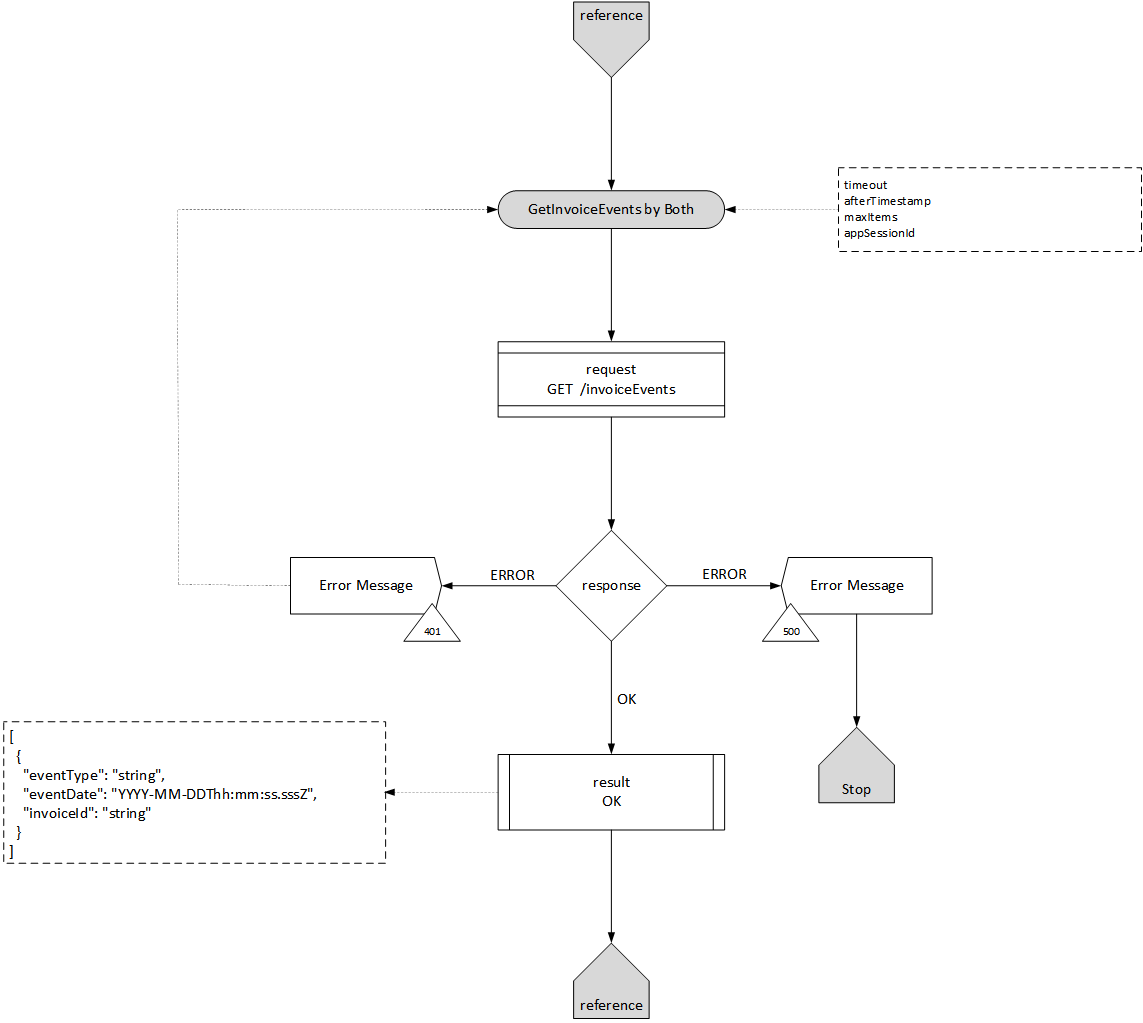 reference
GetInvoiceEvents by Both
timeout
afterTimestamp
maxItems
appSessionId
request
GET /invoiceEvents
Error Message
ERROR
response
ERROR
Error Message
401
500
OK
[
{
"eventType": "string",
"eventDate": "YYYY-MM-DDThh:mm:ss.sssZ",
"invoiceId": "string"
}
]
result
OK
Stop
reference